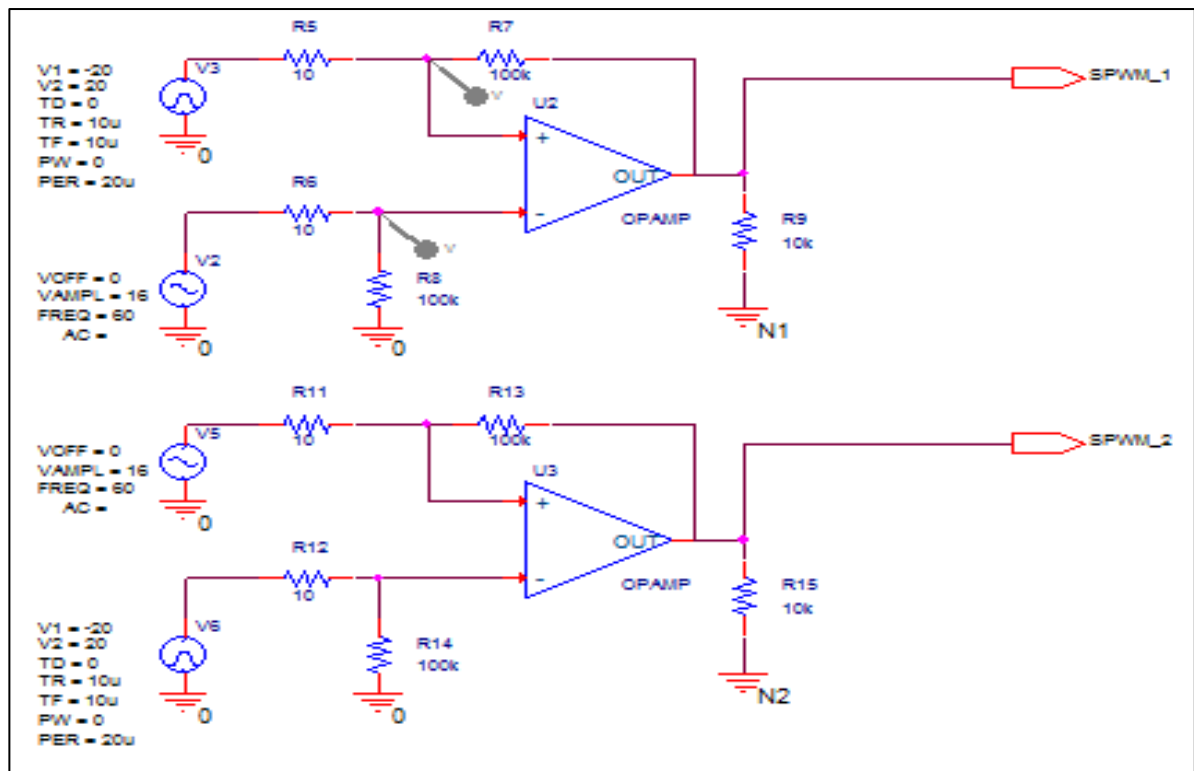 R5
10
R7
100k
V3
V1 = -20
V2 = 20
TD = 0
TR = 10u
TF = 10u
PW = 0
PER = 20u
0
V
U2
+
-
OUT
OPAMP
SPWM_1
R6
10
V
V2
VOFF = 0
VAMPL = 16
FREQ = 60
AC =
0
R8
100k
0
R9
10k
N1
R11
10
R13
100k
V5
VOFF = 0
VAMPL = 16
FREQ = 60
AC =
0
U3
+
-
OUT
OPAMP
SPWM_2
R12
10
V6
V1 = -20
V2 = 20
TD = 0
TR = 10u
TF = 10u
PW = 0
PER = 20u
0
R14
100k
0
R15
10k
N2